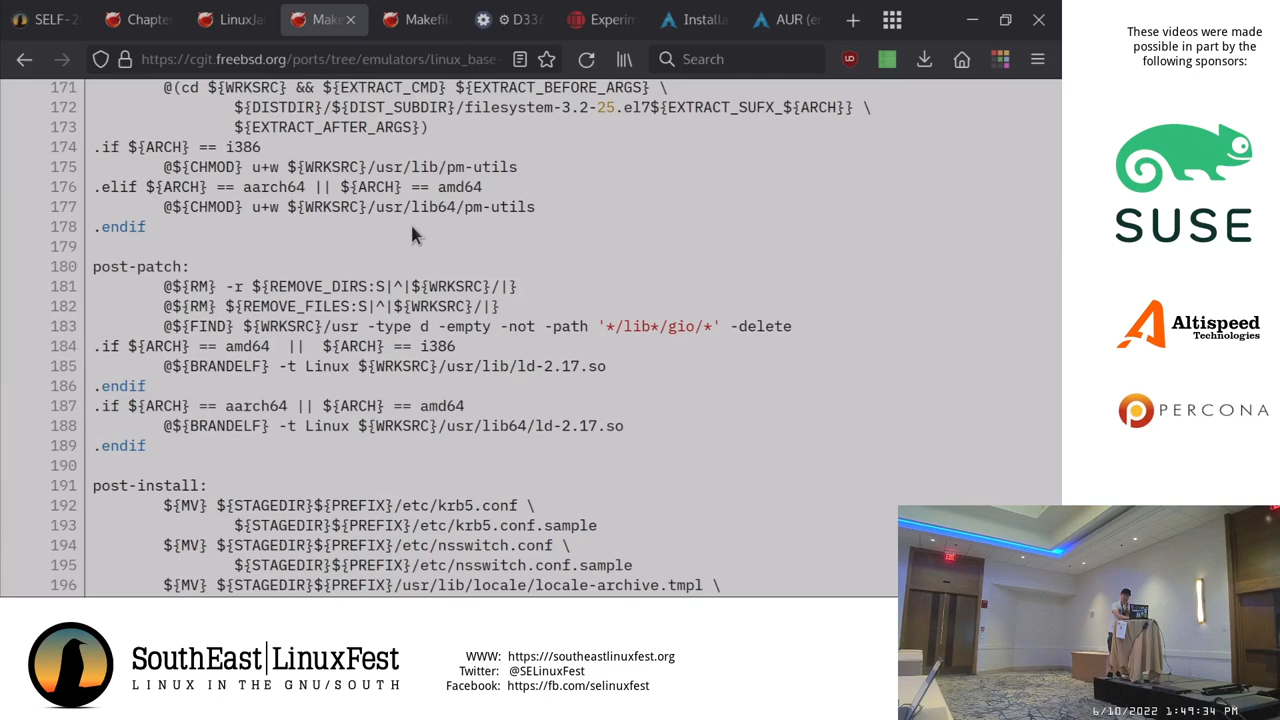 SELF-2
Chapter
LinuxJa
Make
Makefil
D33
Experim
Installa
AUR (en
https://cgit.freebsd.org/ports/tree/emulators/linux_base
Search
171 @(cd ${WRKSRC} && ${EXTRACT_CMD} ${EXTRACT_BEFORE_ARGS} \
172 ${DISTDIR}/${DIST_SUBDIR}/filesystem-3.2-25.el7${EXTRACT_SUFX_${ARCH}} \
173 ${EXTRACT_AFTER_ARGS})
174 .if ${ARCH} == i386
175 @${CHMOD} u+w ${WRKSRC}/usr/lib/pm-utils
176 .elif ${ARCH} == aarch64 || ${ARCH} == amd64
177 @${CHMOD} u+w ${WRKSRC}/usr/lib64/pm-utils
178 .endif
179
180 post-patch:
181 @${RM} -r ${REMOVE_DIRS:S|^|${WRKSRC}/|}
182 @${RM} ${REMOVE_FILES:S|^|${WRKSRC}/|}
183 @${FIND} ${WRKSRC}/usr -type d -empty -not -path '*/lib*/gio/*' -delete
184 .if ${ARCH} == amd64 || ${ARCH} == i386
185 @${BRANDELF} -t Linux ${WRKSRC}/usr/lib/ld-2.17.so
186 .endif
187 .if ${ARCH} == aarch64 || ${ARCH} == amd64
188 @${BRANDELF} -t Linux ${WRKSRC}/usr/lib64/ld-2.17.so
189 .endif
190
191 post-install:
192 ${MV} ${STAGEDIR}${PREFIX}/etc/krb5.conf \
193 ${STAGEDIR}${PREFIX}/etc/krb5.conf.sample
194 ${MV} ${STAGEDIR}${PREFIX}/etc/nsswitch.conf \
195 ${STAGEDIR}${PREFIX}/etc/nsswitch.conf.sample
196 ${MV} ${STAGEDIR}${PREFIX}/usr/lib/locale/locale-archive.tmpl \
These videos were made
possible in part by the
following sponsors:
SUSE
Altispeed
Technologies
PERCONA
EXIT
6/10/2022 1:49:34 PM
SouthEast|LinuxFest
LINUX IN THE GNU/SOUTH
WWW: https://southeastlinuxfest.org
Twitter: @SELinuxFest
Facebook: https://fb.com/selinuxfest